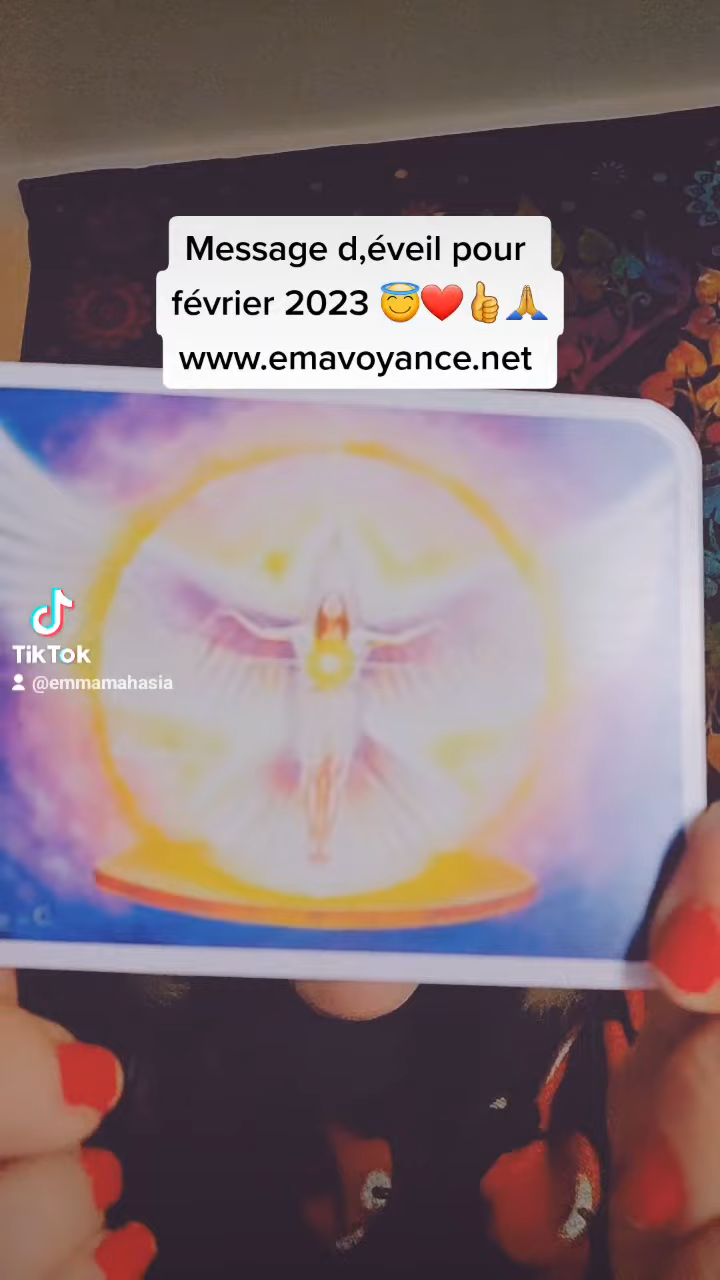 Message d,éveil pour
février 2023 😇❤️👍🙏
www.emavoyance.net
TikTok
@emmamahasia